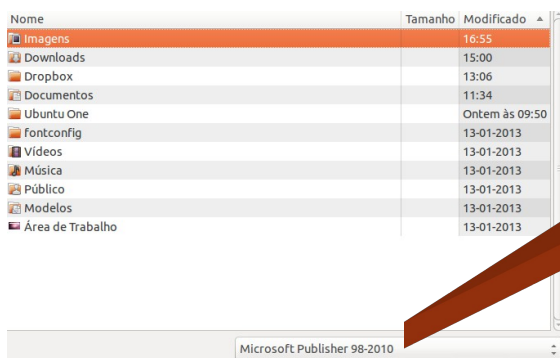 Nome Tamanho Modificado
Imagens 16:55
Downloads 15:00
Dropbox 13:06
Documentos 11:34
Ubuntu One Ontem às 09:50
fontconfig 13-01-2013
Vídeos 13-01-2013
Música 13-01-2013
Público 13-01-2013
Modelos 13-01-2013
Área de Trabalho 13-01-2013
Microsoft Publisher 98-2010